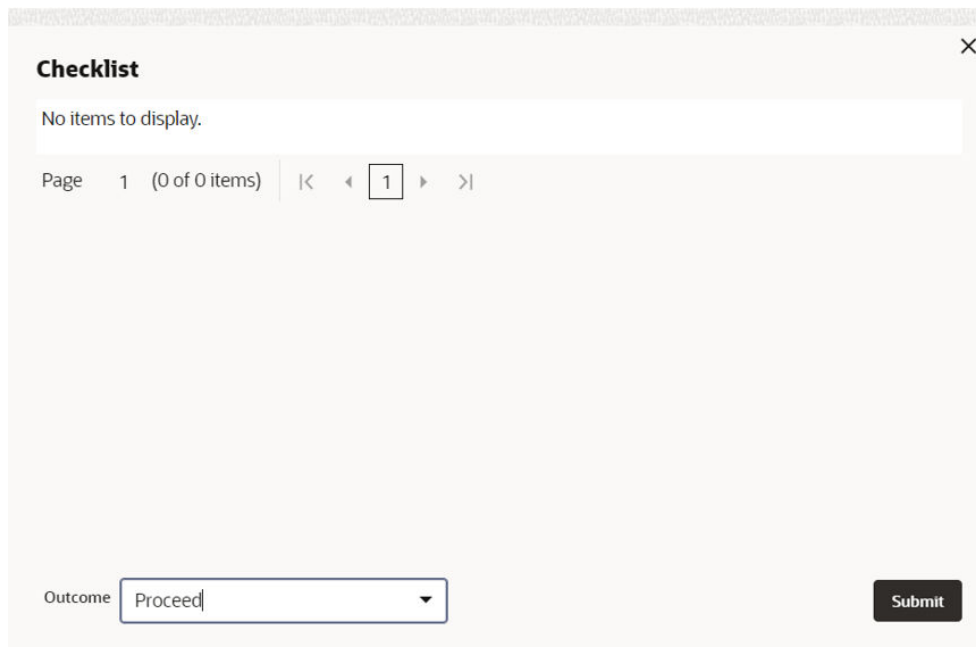 Checklist
No items to display.
Page 1 (0 of 0 items) 1
Outcome Proceed Submit